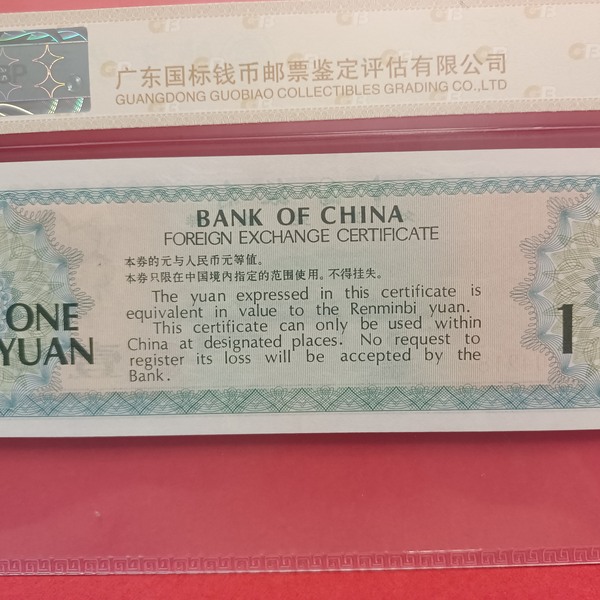 BP
广东国标钱币邮票鉴定评估有限公司
GUANGDONG GUOBIAO COLLECTIBLES GRADING CO.,LTD
BANK OF CHINA
FOREIGN EXCHANGE CERTIFICATE
本券的元与人民币元等值。
本券只限在中国境内指定的范围使用。不得挂失。
The yuan expressed in this certificate is
equivalent in value to the Renminbi yuan.
This certificate can only be used within
China at designated places. No request to
register its loss will be accepted by the
Bank.
ONE
YUAN
1